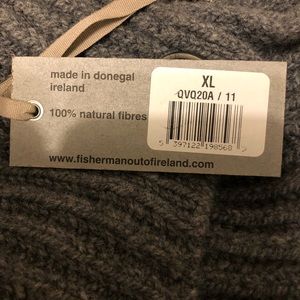 made in donegal
ireland
100% natural fibres
XL
QVQ20A / 11
5 397122 198568
www.fishermanoutofireland.com